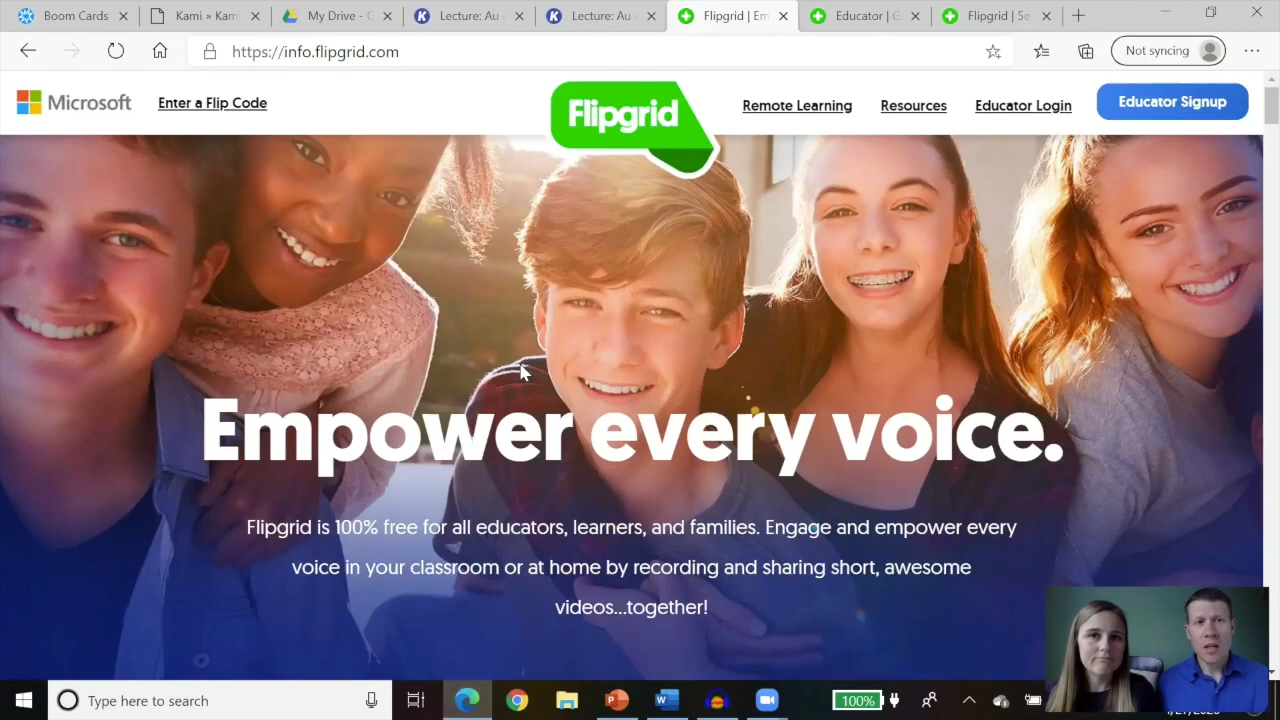 Boom Cards
Kami » Kami
My Drive - G
Lecture: Au
Lecture: Au
Flipgrid | Em
Educator | G
Flipgrid | Se
https://info.flipgrid.com
Not syncing
Microsoft
Enter a Flip Code
Flipgrid
Remote Learning
Resources
Educator Login
Educator Signup
Empower every voice.
Flipgrid is 100% free for all educators, learners, and families. Engage and empower every
voice in your classroom or at home by recording and sharing short, awesome
videos...together!
Type here to search
100%